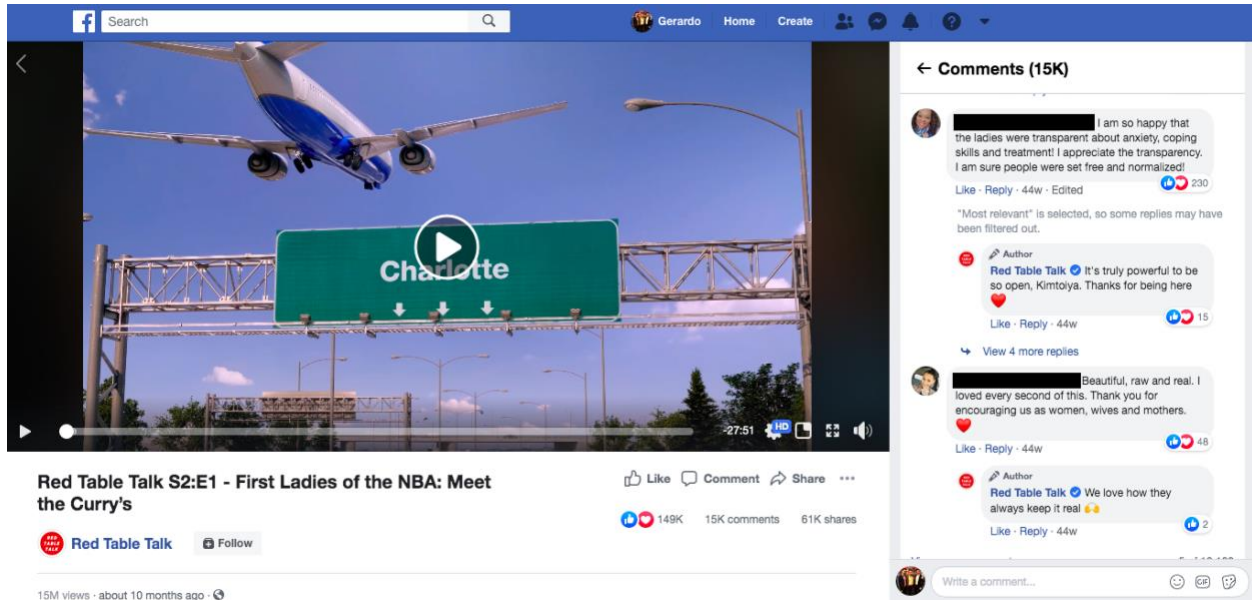 Search
Gerardo Home Create
Charlotte
-27:51 HD
Red Table Talk S2:E1 - First Ladies of the NBA: Meet
the Curry's
Like Comment Share
149K 15K comments 61K shares
RED TABLE TALK
Red Table Talk Follow
15M views · about 10 months ago ·
← Comments (15K)
I am so happy that
the ladies were transparent about anxiety, coping
skills and treatment! I appreciate the transparency.
I am sure people were set free and normalized!
230
Like · Reply · 44w · Edited
"Most relevant" is selected, so some replies may have
been filtered out.
Author
Red Table Talk It's truly powerful to be
so open, Kimtoiya. Thanks for being here
❤️
15
Like · Reply · 44w
View 4 more replies
Beautiful, raw and real. I
loved every second of this. Thank you for
encouraging us as women, wives and mothers.
❤️
48
Like · Reply · 44w
Author
Red Table Talk We love how they
always keep it real 🙌
2
Like · Reply · 44w
Write a comment...
GIF